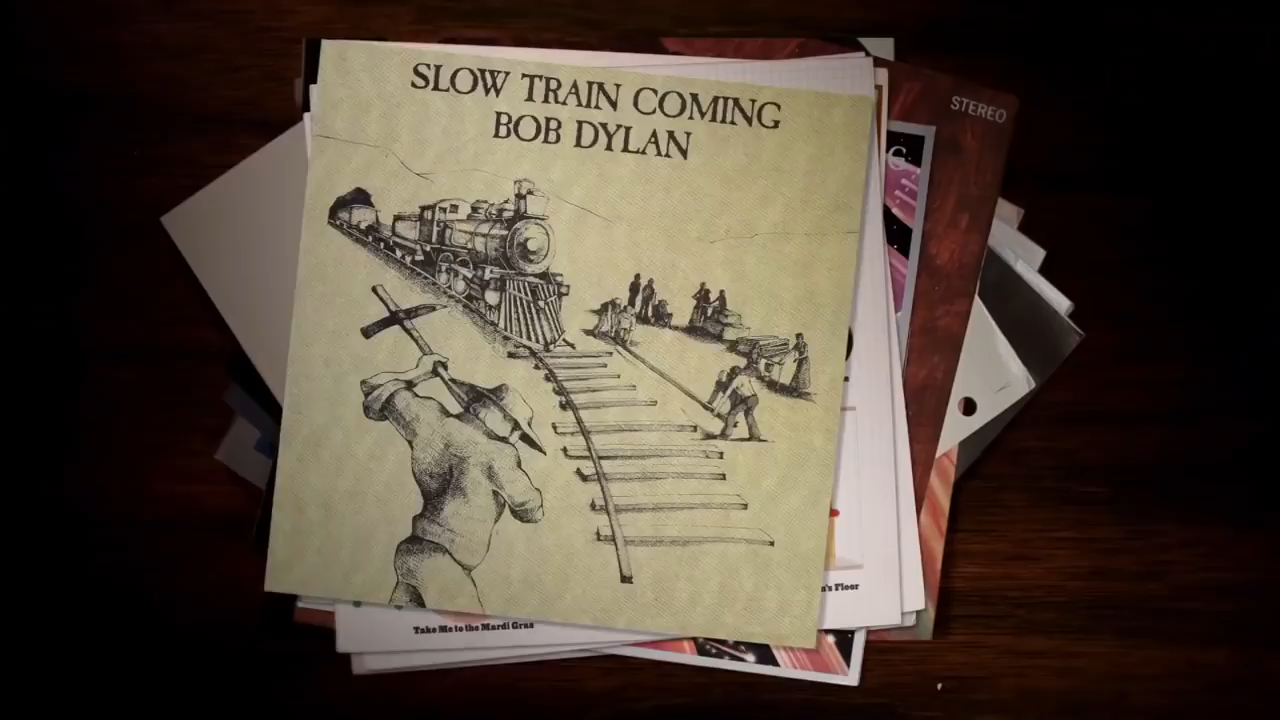 SLOW TRAIN COMING
BOB DYLAN
STEREO
's Floor
Take Me to the Mardi Gras